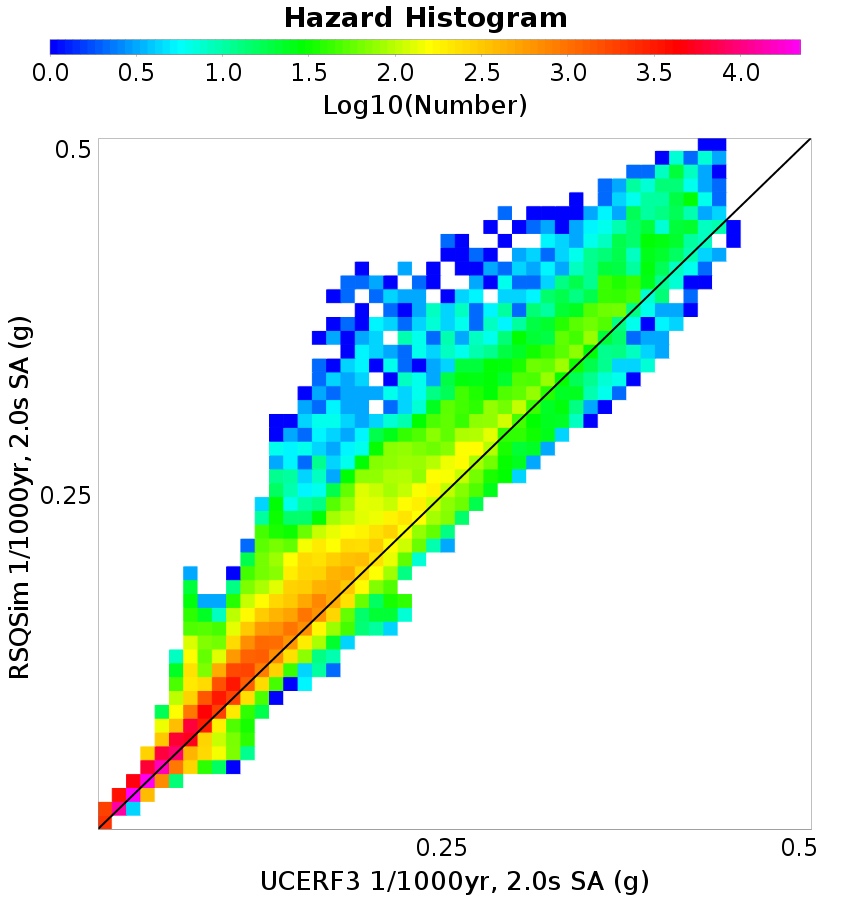 Hazard Histogram
0.0 0.5 1.0 1.5 2.0 2.5 3.0 3.5 4.0
Log10(Number)
0.5
0.25
RSQSim 1/1000yr, 2.0s SA (g)
0.25 0.5
UCERF3 1/1000yr, 2.0s SA (g)